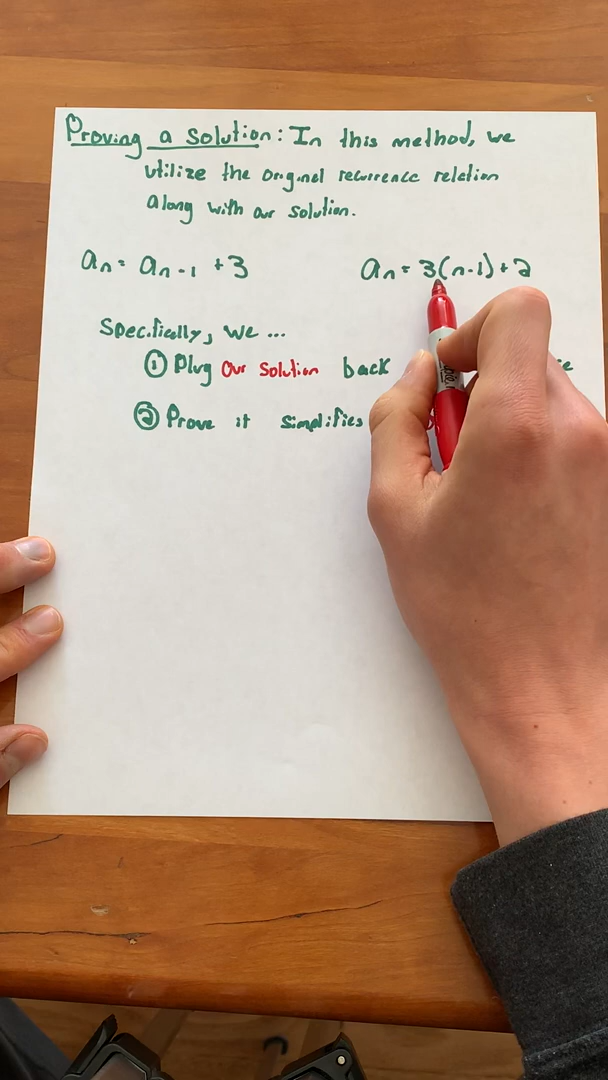 Proving a Solution: In this method, we
utilize the original recurrence relation
along with our solution.
an = an-1 +3
an = 3(n-1)+2
Specifically, we ...
① Plug our solution back
② Prove it simplifies